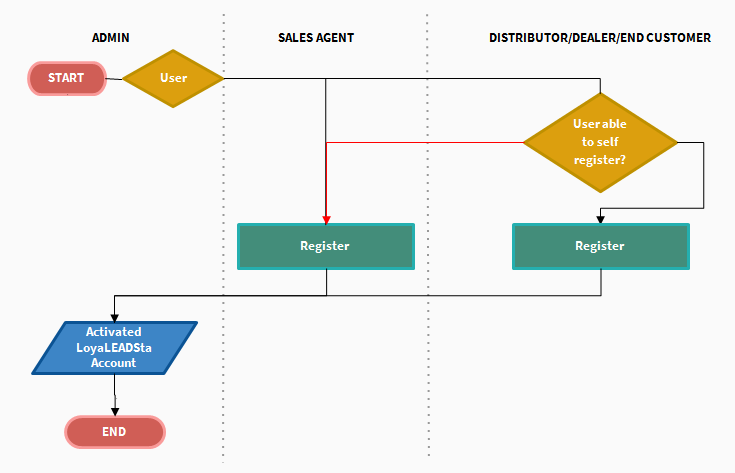 ADMIN
SALES AGENT
DISTRIBUTOR/DEALER/END CUSTOMER
START
User
User able
to self
register?
Register
Register
Activated
LoyaLEADSta
Account
END